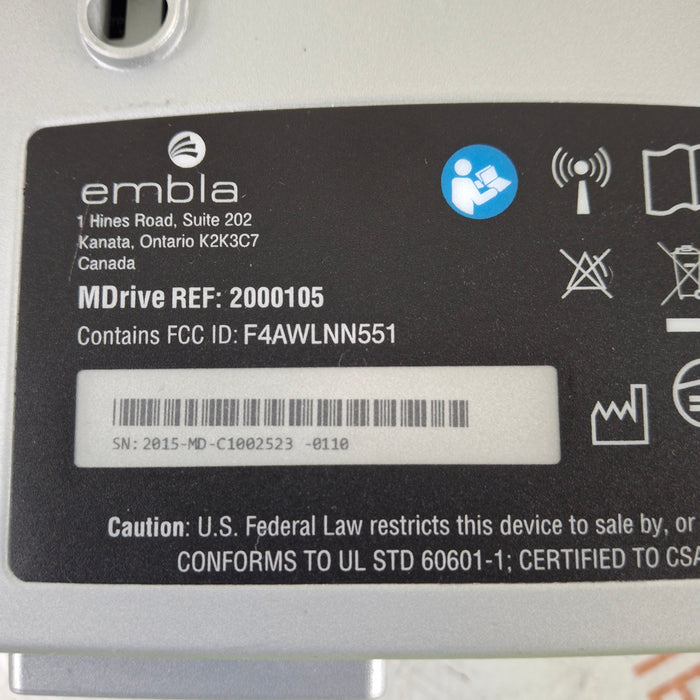 embla
1 Hines Road, Suite 202
Kanata, Ontario K2K3C7
Canada
MDrive REF: 2000105
Contains FCC ID: F4AWLNN551
SN: 2015-MD-C1002523 -0110
Caution: U.S. Federal Law restricts this device to sale by, or
CONFORMS TO UL STD 60601-1; CERTIFIED TO CSA